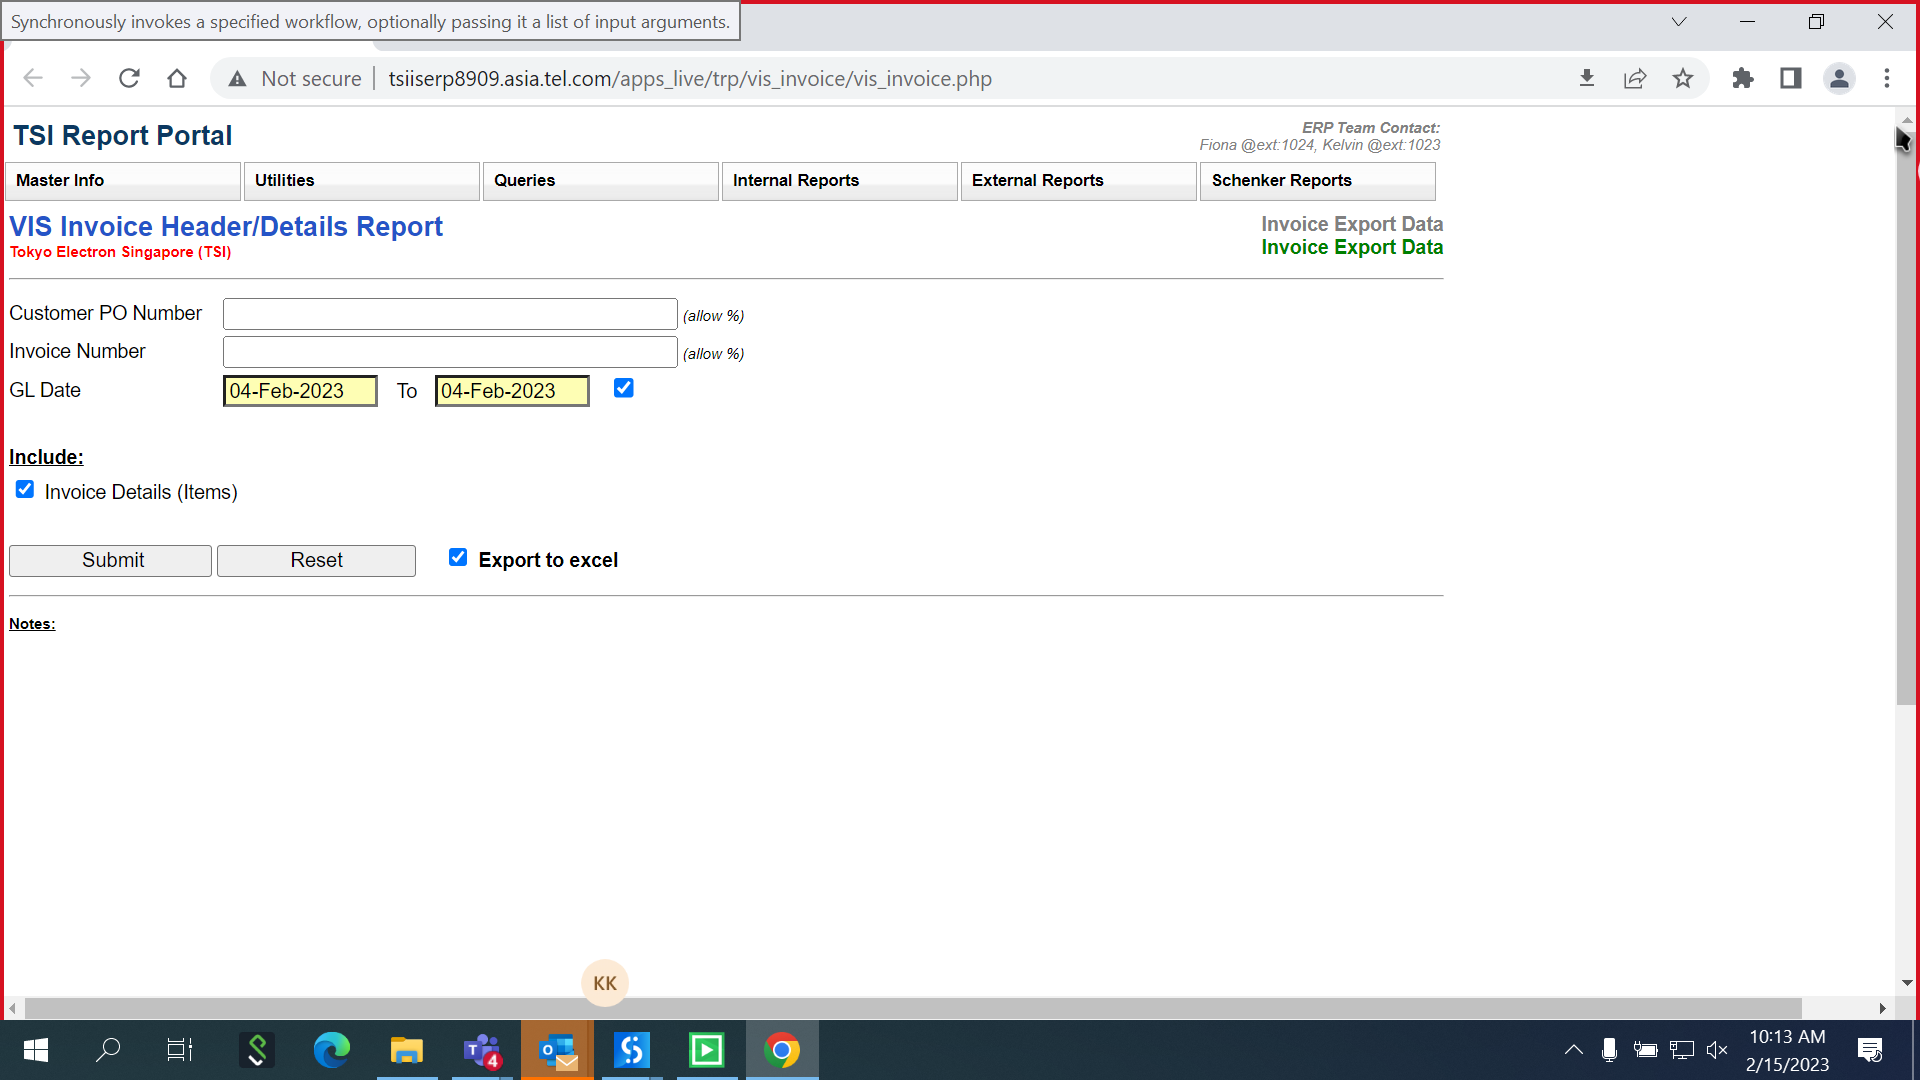 Synchronously invokes a specified workflow, optionally passing it a list of input arguments.
Not secure tsiiserp8909.asia.tel.com/apps_live/trp/vis_invoice/vis_invoice.php
TSI Report Portal
ERP Team Contact:
Fiona @ext:1024, Kelvin @ext:1023
Master Info Utilities Queries Internal Reports External Reports Schenker Reports
VIS Invoice Header/Details Report
Invoice Export Data
Tokyo Electron Singapore (TSI)
Invoice Export Data
Customer PO Number (allow %)
Invoice Number (allow %)
GL Date 04-Feb-2023 To 04-Feb-2023
Include:
Invoice Details (Items)
Submit Reset Export to excel
Notes:
KK
4
10:13 AM
2/15/2023